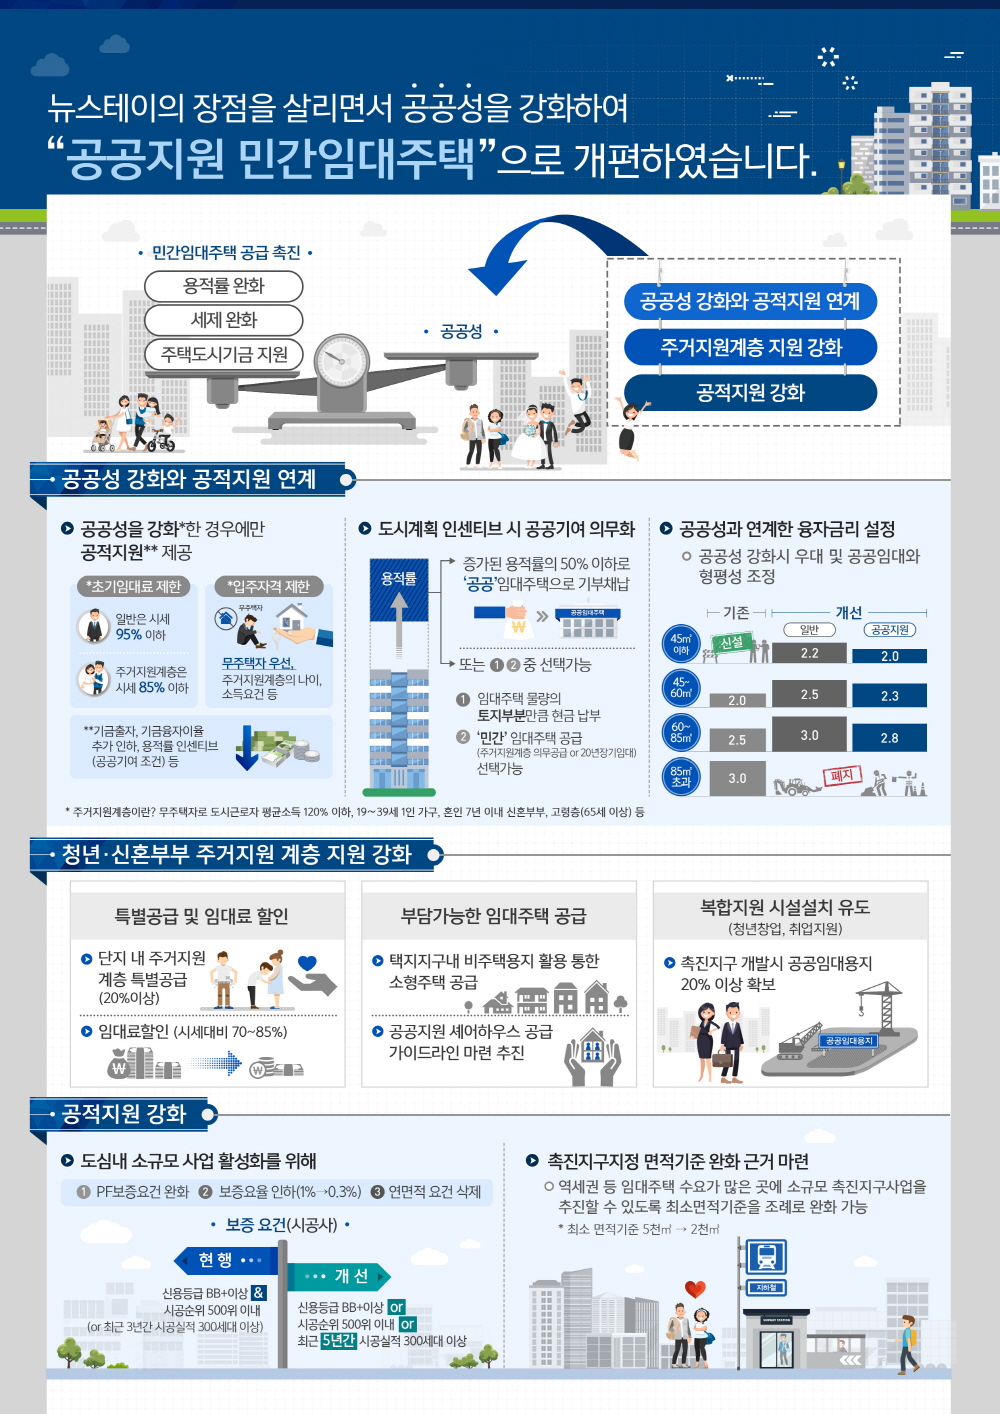 뉴스테이의 장점을 살리면서 공공성을 강화하여
“공공지원 민간임대주택”으로 개편하였습니다.
• 민간임대주택 공급 촉진 •
용적률 완화
세제 완화
주택도시기금 지원
• 공공성 •
공공성 강화와 공적지원 연계
주거지원계층 지원 강화
공적지원 강화
• 공공성 강화와 공적지원 연계
공공성을 강화*한 경우에만
공적지원** 제공
*초기임대료 제한
일반은 시세
95% 이하
주거지원계층은
시세 85% 이하
*입주자격 제한
무주택자
무주택자 우선,
주거지원계층의 나이,
소득요건 등
**기금출자, 기금융자이율
추가 인하, 용적률 인센티브
(공공기여 조건) 등
도시계획 인센티브 시 공공기여 의무화
용적률
증가된 용적률의 50% 이하로
‘공공’임대주택으로 기부채납
₩
공공임대주택
또는 ❶ ❷ 중 선택가능
❶ 임대주택 물량의
토지부분만큼 현금 납부
❷ ‘민간’ 임대주택 공급
(주거지원계층 의무공급 or 20년장기임대)
선택가능
공공성과 연계한 융자금리 설정
공공성 강화시 우대 및 공공임대와
형평성 조정
기존 개선
일반 공공지원
45㎡
이하
신설 2.2 2.0
45~
60㎡
2.0 2.5 2.3
60~
85㎡
2.5 3.0 2.8
85㎡
초과
3.0 폐지
* 주거지원계층이란? 무주택자로 도시근로자 평균소득 120% 이하, 19~39세 1인 가구, 혼인 7년 이내 신혼부부, 고령층(65세 이상) 등
• 청년·신혼부부 주거지원 계층 지원 강화
특별공급 및 임대료 할인
단지 내 주거지원
계층 특별공급
(20%이상)
임대료할인 (시세대비 70~85%)
₩ ₩
부담가능한 임대주택 공급
택지지구내 비주택용지 활용 통한
소형주택 공급
공공지원 셰어하우스 공급
가이드라인 마련 추진
복합지원 시설설치 유도
(청년창업, 취업지원)
촉진지구 개발시 공공임대용지
20% 이상 확보
공공임대용지
• 공적지원 강화
도심내 소규모 사업 활성화를 위해
❶ PF보증요건 완화 ❷ 보증요율 인하(1%→0.3%) ❸ 연면적 요건 삭제
• 보증 요건(시공사) •
현 행
신용등급 BB+이상 &
시공순위 500위 이내
(or 최근 3년간 시공실적 300세대 이상)
개 선
신용등급 BB+이상 or
시공순위 500위 이내 or
최근 5년간 시공실적 300세대 이상
촉진지구지정 면적기준 완화 근거 마련
역세권 등 임대주택 수요가 많은 곳에 소규모 촉진지구사업을
추진할 수 있도록 최소면적기준을 조례로 완화 가능
* 최소 면적기준 5천㎡ → 2천㎡
지하철
SUBWAY STATION